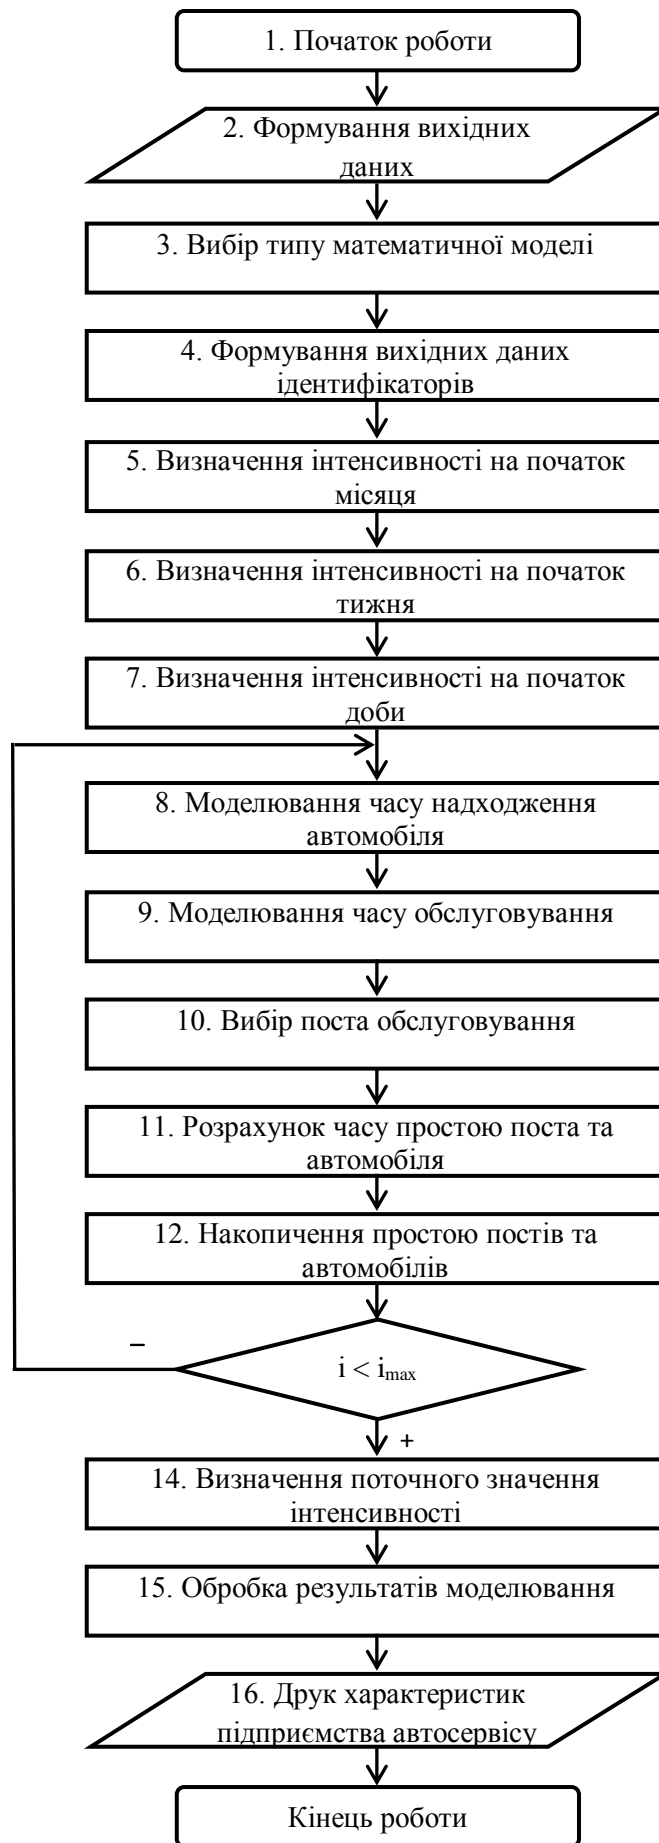 1. Початок роботи
2. Формування вихідних
даних
3. Вибір типу математичної моделі
4. Формування вихідних даних
ідентифікаторів
5. Визначення інтенсивності на початок
місяця
6. Визначення інтенсивності на початок
тижня
7. Визначення інтенсивності на початок
доби
8. Моделювання часу надходження
автомобіля
9. Моделювання часу обслуговування
10. Вибір поста обслуговування
11. Розрахунок часу простою поста та
автомобіля
12. Накопичення простою постів та
автомобілів
–
i < imax
+
14. Визначення поточного значення
інтенсивності
15. Обробка результатів моделювання
16. Друк характеристик
підприємства автосервісу
Кінець роботи